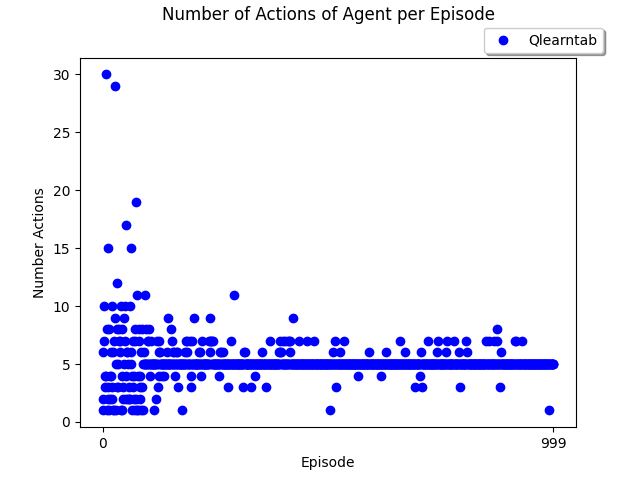 Number of Actions of Agent per Episode
Qlearntab
30
25
20
15
10
5
0
Number Actions
0 999
Episode